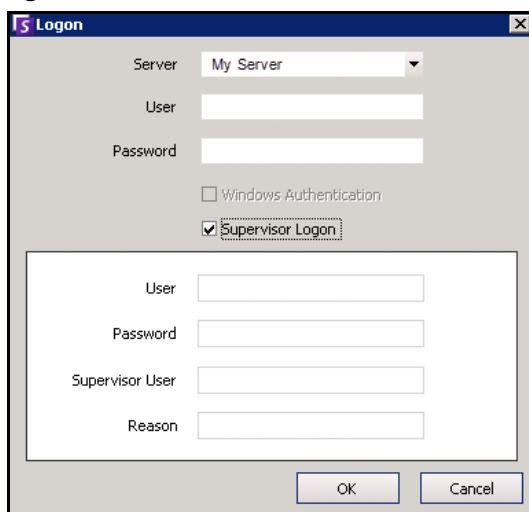 Logon
Server My Server
User
Password
Windows Authentication
Supervisor Logon
User
Password
Supervisor User
Reason
OK Cancel